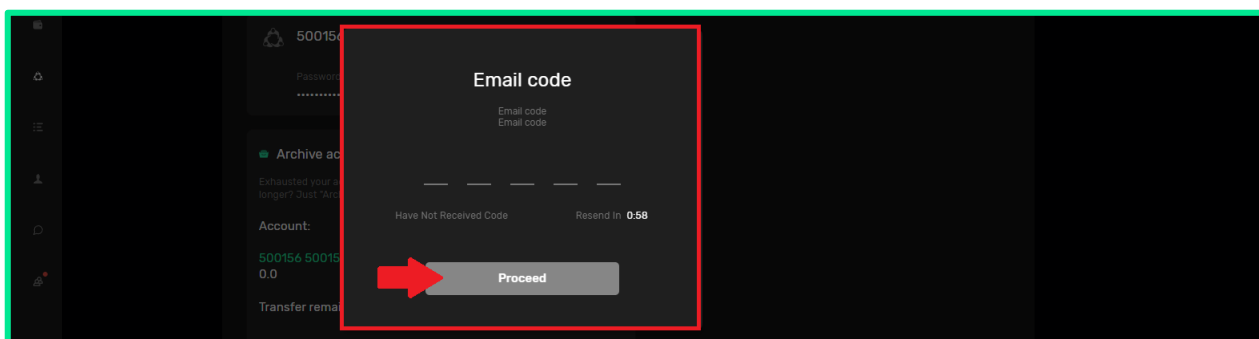 500156
Password
Email code
Email code
Email code
Archive ac
Exhausted your a
longer? Just "Arc
Have Not Received Code
Resend In 0:58
Account:
500156 50015
0.0
Proceed
Transfer remai